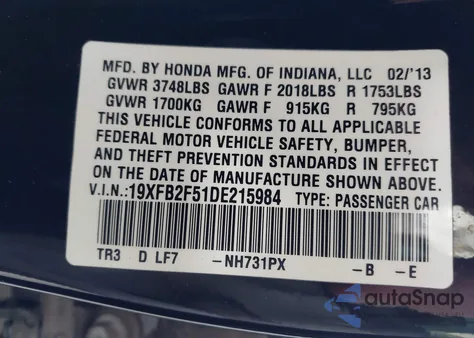 MFD. BY HONDA MFG. OF INDIANA, LLC 02/'13
GVWR 3748LBS GAWR F 2018LBS R 1753LBS
GVWR 1700KG GAWR F 915KG R 795KG
THIS VEHICLE CONFORMS TO ALL APPLICABLE
FEDERAL MOTOR VEHICLE SAFETY, BUMPER,
AND THEFT PREVENTION STANDARDS IN EFFECT
ON THE DATE OF MANUFACTURE SHOWN ABOVE.
V.I.N.:19XFB2F51DE215984 TYPE: PASSENGER CAR
TR3 D LF7 -NH731PX -B -E
autoSnap